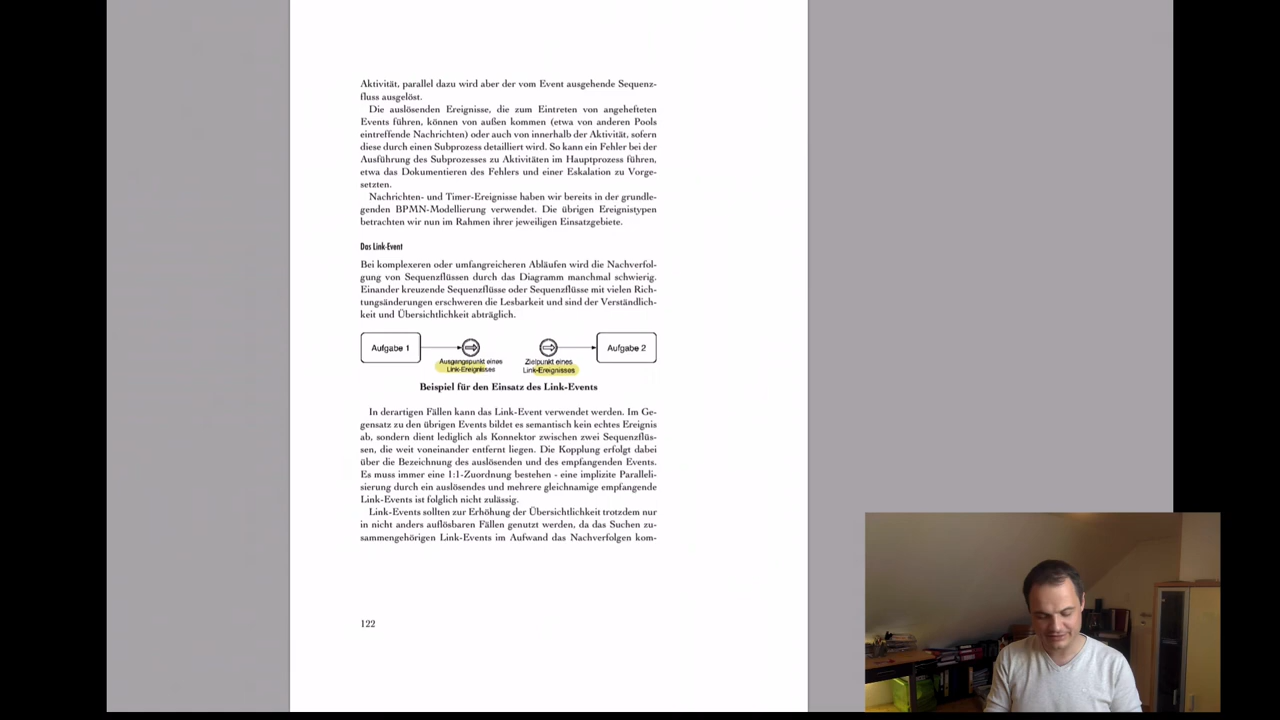 Aktivität, parallel dazu wird aber der vom Event ausgehende Sequenz-
fluss ausgelöst.
Die auslösenden Ereignisse, die zum Eintreten von angehefteten
Events führen, können von außen kommen (etwa von anderen Pools
eintreffende Nachrichten) oder auch von innerhalb der Aktivität, sofern
diese durch einen Subprozess detailliert wird. So kann ein Fehler bei der
Ausführung des Subprozesses zu Aktivitäten im Hauptprozess führen,
etwa das Dokumentieren des Fehlers und einer Eskalation zu Vorge-
setzten.
Nachrichten- und Timer-Ereignisse haben wir bereits in der grundle-
genden BPMN-Modellierung verwendet. Die übrigen Ereignistypen
betrachten wir nun im Rahmen ihrer jeweiligen Einsatzgebiete.
Das Link-Event
Bei komplexeren oder umfangreicheren Abläufen wird die Nachverfol-
gung von Sequenzflüssen durch das Diagramm manchmal schwierig.
Einander kreuzende Sequenzflüsse oder Sequenzflüsse mit vielen Rich-
tungsänderungen erschweren die Lesbarkeit und sind der Verständlich-
keit und Übersichtlichkeit abträglich.
Aufgabe 1
Ausgangspunkt eines
Link-Ereignisses
Zielpunkt eines
Link-Ereignisses
Aufgabe 2
Beispiel für den Einsatz des Link-Events
In derartigen Fällen kann das Link-Event verwendet werden. Im Ge-
gensatz zu den übrigen Events bildet es semantisch kein echtes Ereignis
ab, sondern dient lediglich als Konnektor zwischen zwei Sequenzflüs-
sen, die weit voneinander entfernt liegen. Die Kopplung erfolgt dabei
über die Bezeichnung des auslösenden und des empfangenden Events.
Es muss immer eine 1:1-Zuordnung bestehen - eine implizite Paralleli-
sierung durch ein auslösendes und mehrere gleichnamige empfangende
Link-Events ist folglich nicht zulässig.
Link-Events sollten zur Erhöhung der Übersichtlichkeit trotzdem nur
in nicht anders auflösbaren Fällen genutzt werden, da das Suchen zu-
sammengehörigen Link-Events im Aufwand das Nachverfolgen kom-
122